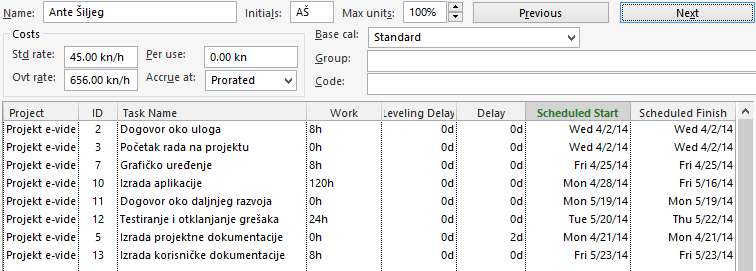 Name: Ante Šiljeg Initials: AŠ Max units: 100% Previous Next
Costs Base cal: Standard
Std rate: 45.00 kn/h Per use: 0.00 kn Group:
Ovt rate: 656.00 kn/h Accrue at: Prorated Code:
Project ID Task Name Work Leveling Delay Delay Scheduled Start Scheduled Finish
Projekt e-vide 2 Dogovor oko uloga 8h 0d 0d Wed 4/2/14 Wed 4/2/14
Projekt e-vide 3 Početak rada na projektu 0h 0d 0d Wed 4/2/14 Wed 4/2/14
Projekt e-vide 7 Grafičko uređenje 8h 0d 0d Fri 4/25/14 Fri 4/25/14
Projekt e-vide 10 Izrada aplikacije 120h 0d 0d Mon 4/28/14 Fri 5/16/14
Projekt e-vide 11 Dogovor oko daljnjeg razvoja 0h 0d 0d Mon 5/19/14 Mon 5/19/14
Projekt e-vide 12 Testiranje i otklanjanje grešaka 24h 0d 0d Tue 5/20/14 Thu 5/22/14
Projekt e-vide 5 Izrada projektne dokumentacije 0h 0d 2d Mon 4/21/14 Mon 4/21/14
Projekt e-vide 13 Izrada korisničke dokumentacije 8h 0d 0d Fri 5/23/14 Fri 5/23/14